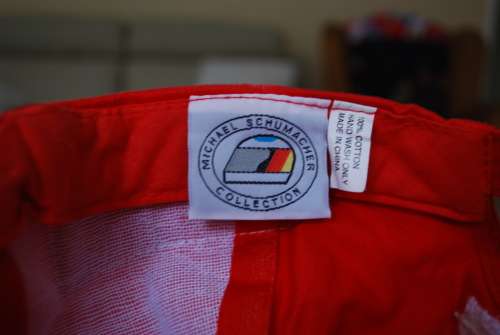 MICHAEL SCHUMACHER
COLLECTION
100% COTTON
HAND WASH ONLY
MADE IN CHINA